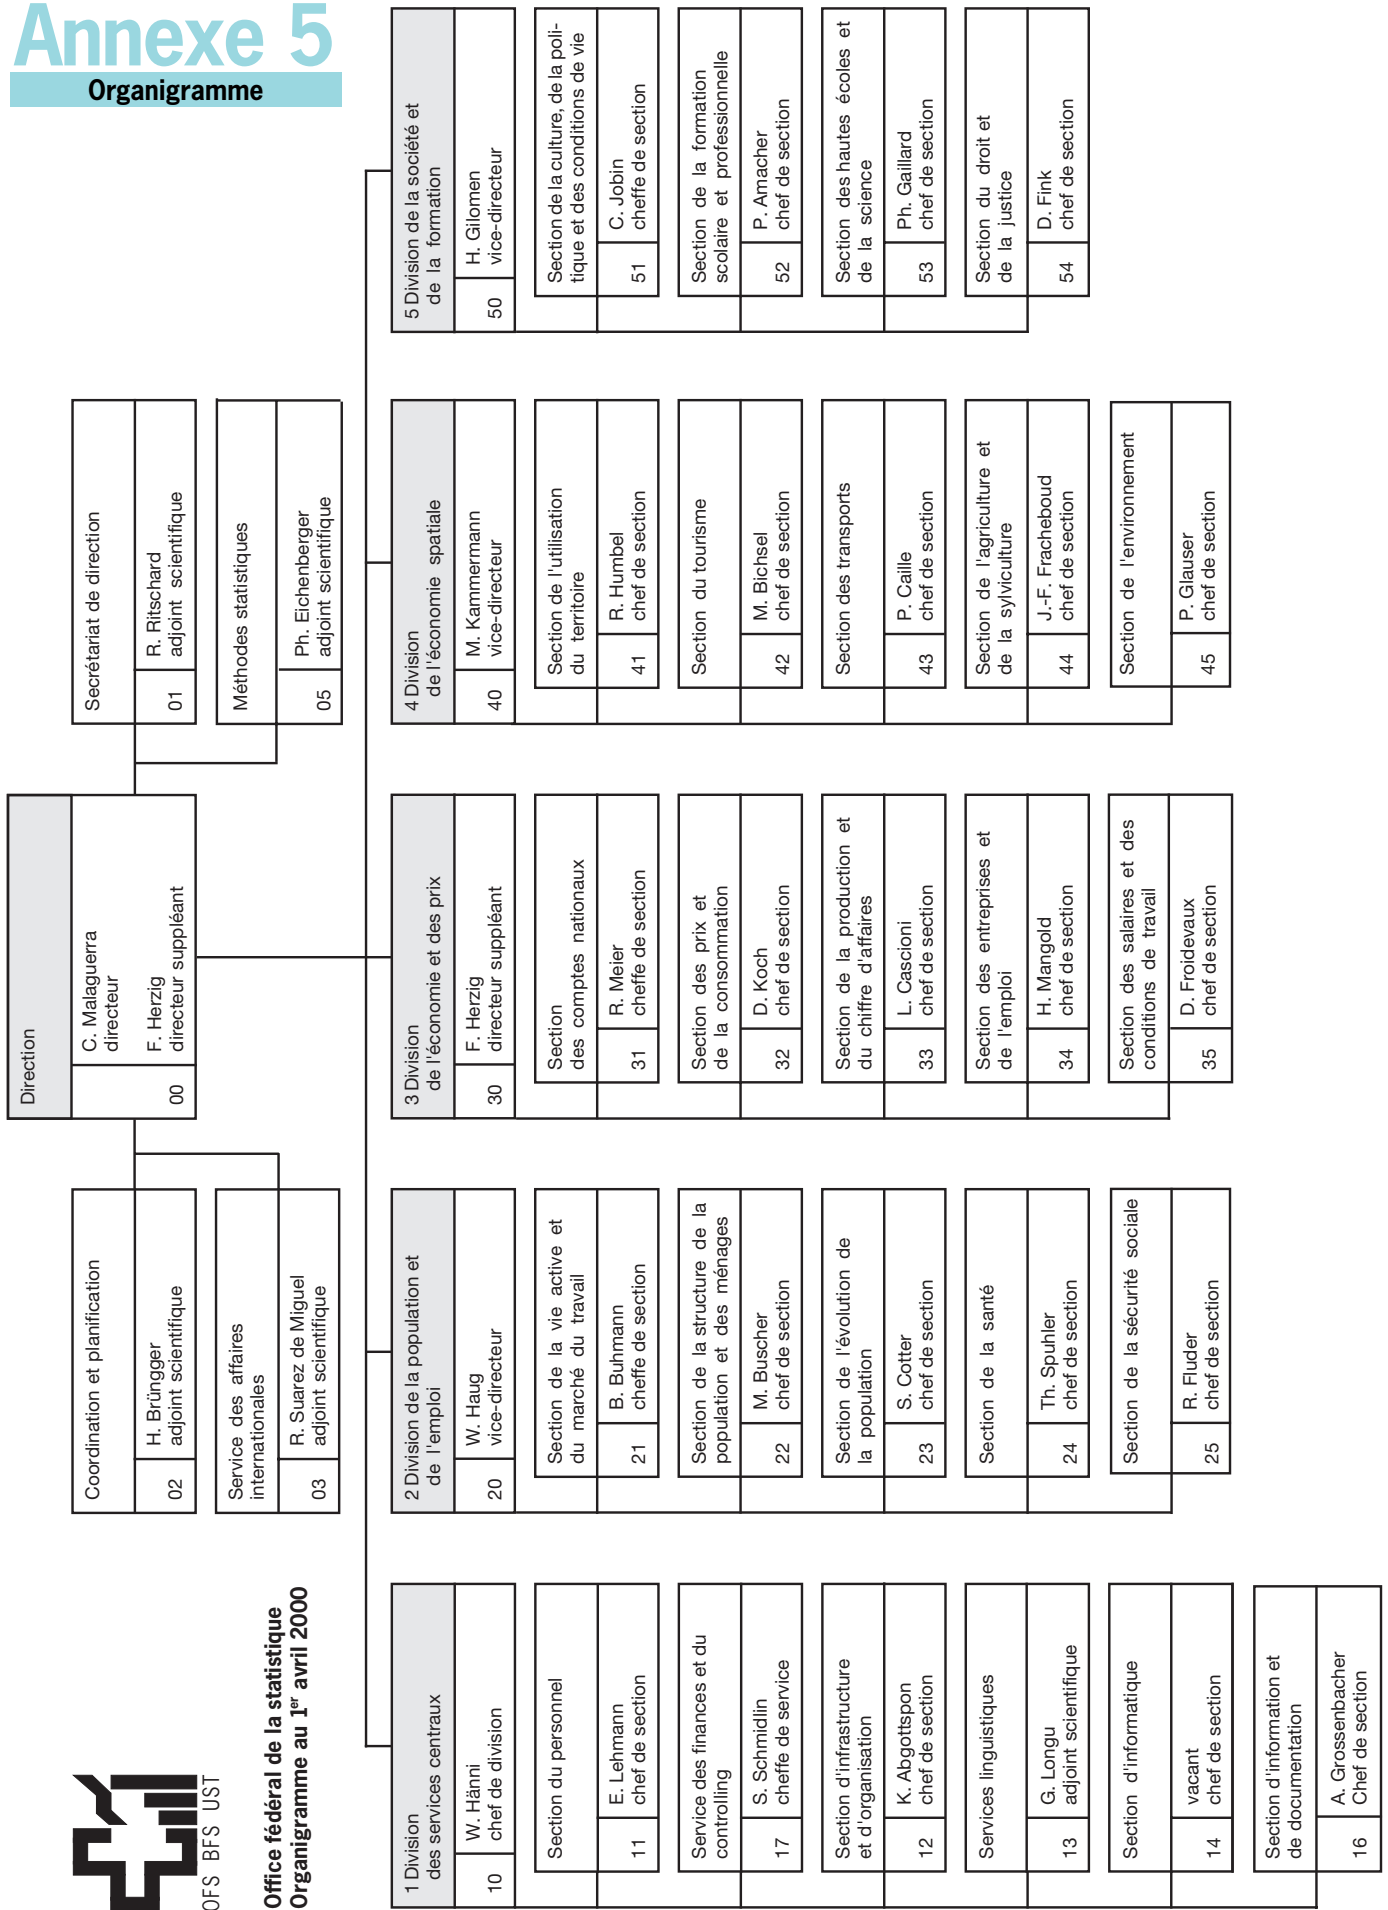 Annexe 5
Organigramme
OFS BFS UST
Office fédéral de la statistique
Organigramme au 1er avril 2000
Direction
00
C. Malaguerra
directeur
F. Herzig
directeur suppléant
Coordination et planification
02
H. Brüngger
adjoint scientifique
Service des affaires
internationales
03
R. Suarez de Miguel
adjoint scientifique
Secrétariat de direction
01
R. Ritschard
adjoint scientifique
Méthodes statistiques
05
Ph. Eichenberger
adjoint scientifique
1 Division
des services centraux
10
W. Hänni
chef de division
Section du personnel
11
E. Lehmann
chef de section
Service des finances et du
controlling
17
S. Schmidlin
cheffe de service
Section d'infrastructure
et d'organisation
12
K. Abgottspon
chef de section
Services linguistiques
13
G. Longu
adjoint scientifique
Section d'informatique
14
vacant
chef de section
Section d'information et
de documentation
16
A. Grossenbacher
Chef de section
2 Division de la population et
de l'emploi
20
W. Haug
vice-directeur
Section de la vie active et
du marché du travail
21
B. Buhmann
cheffe de section
Section de la structure de la
population et des ménages
22
M. Buscher
chef de section
Section de l'évolution de
la population
23
S. Cotter
chef de section
Section de la santé
24
Th. Spuhler
chef de section
Section de la sécurité sociale
25
R. Fluder
chef de section
3 Division
de l'économie et des prix
30
F. Herzig
directeur suppléant
Section
des comptes nationaux
31
R. Meier
cheffe de section
Section des prix et
de la consommation
32
D. Koch
chef de section
Section de la production et
du chiffre d'affaires
33
L. Cascioni
chef de section
Section des entreprises et
de l'emploi
34
H. Mangold
chef de section
Section des salaires et des
conditions de travail
35
D. Froidevaux
chef de section
4 Division
de l'économie spatiale
40
M. Kammermann
vice-directeur
Section de l'utilisation
du territoire
41
R. Humbel
chef de section
Section du tourisme
42
M. Bichsel
chef de section
Section des transports
43
P. Caille
chef de section
Section de l'agriculture et
de la sylviculture
44
J.-F. Fracheboud
chef de section
Section de l'environnement
45
P. Glauser
chef de section
5 Division de la société et
de la formation
50
H. Gilomen
vice-directeur
Section de la culture, de la poli-
tique et des conditions de vie
51
C. Jobin
cheffe de section
Section de la formation
scolaire et professionnelle
52
P. Amacher
chef de section
Section des hautes écoles et
de la science
53
Ph. Gaillard
chef de section
Section du droit et
de la justice
54
D. Fink
chef de section